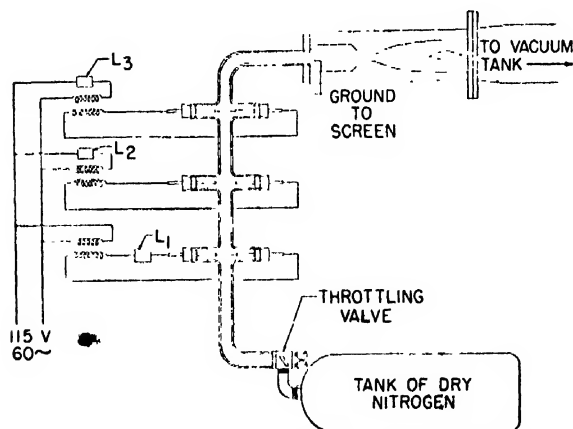 L3
TO VACUUM
TANK
GROUND
TO
SCREEN
L2
L1
THROTTLING
VALVE
115 V
60~
TANK OF DRY
NITROGEN